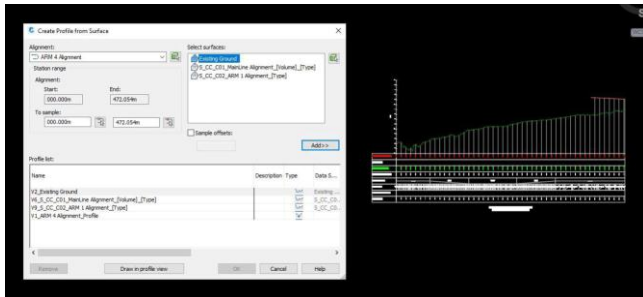 Create Profile from Surface
Alignment:
ARM 4 Alignment
Station range
Alignment:
Start: End:
000.000m 472.054m
To sample:
000.000m 472.054m
Select surfaces:
Existing Ground
S_CC_C01_MainLine Alignment_[Volume]_[Type]
S_CC_C02_ARM 1 Alignment_[Type]
Sample offsets:
Add>>
Profile list:
Name Description Type Data S...
V2_Existing Ground Existing ...
V6_S_CC_C01_MainLine Alignment_[Volume]_[Type] S_CC_C0...
V9_S_CC_C02_ARM 1 Alignment_[Type] S_CC_C0...
V1_ARM 4 Alignment_Profile
Remove Draw in profile view OK Cancel Help